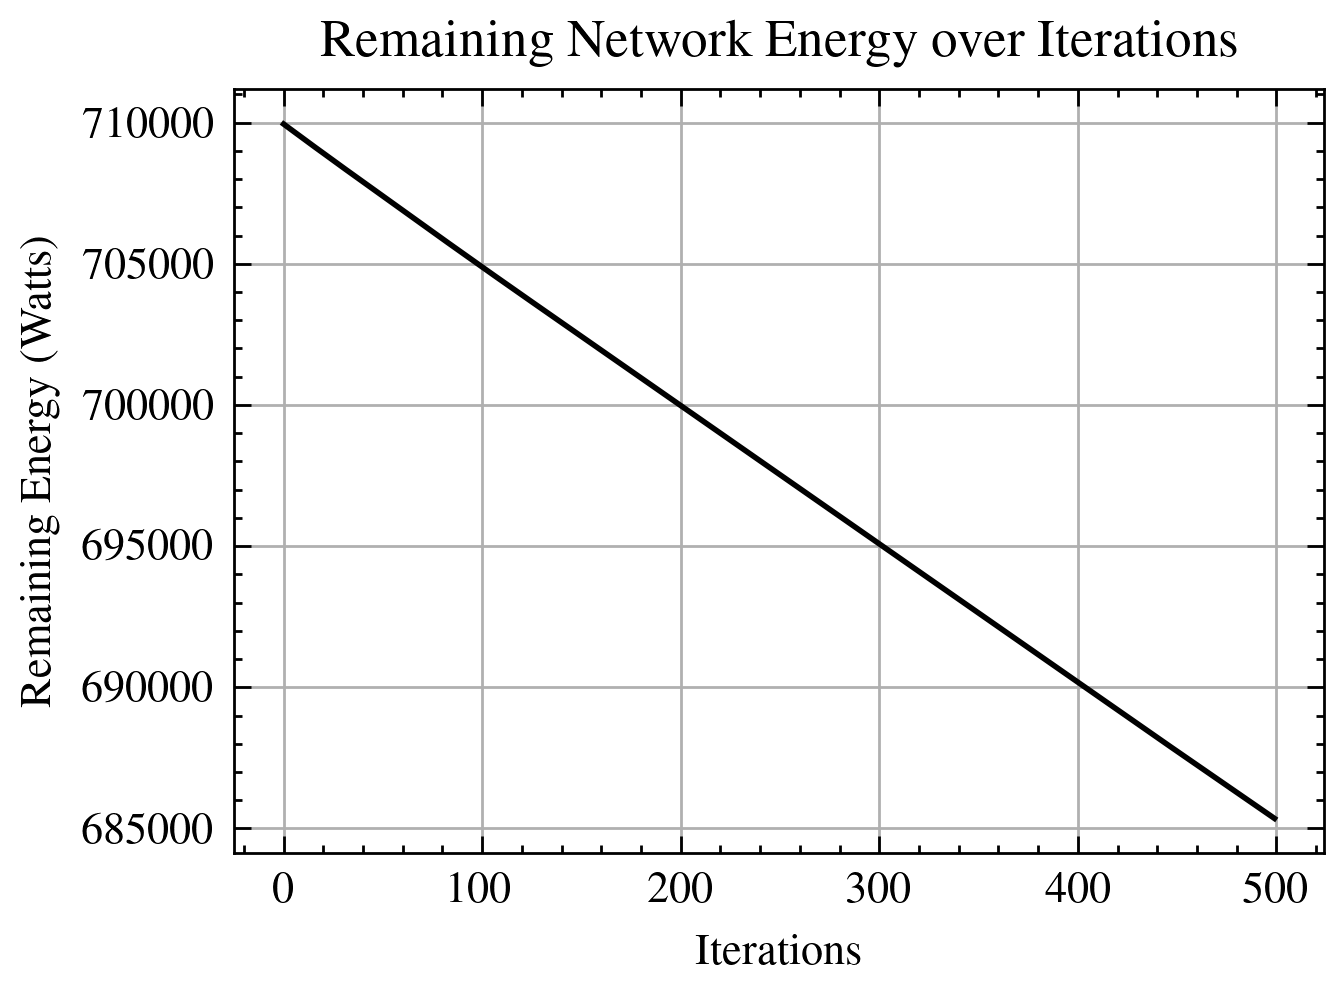 Remaining Network Energy over Iterations
Remaining Energy (Watts)
710000
705000
700000
695000
690000
685000
0 100 200 300 400 500
Iterations